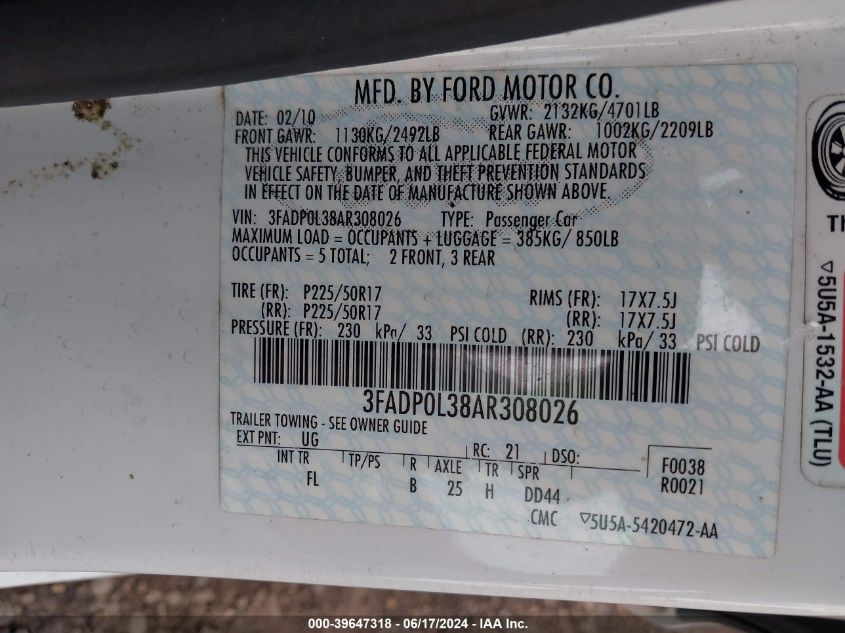 MFD. BY FORD MOTOR CO.
DATE: 02/10 GVWR: 2132KG/4701LB
FRONT GAWR: 1130KG/2492LB REAR GAWR: 1002KG/2209LB
THIS VEHICLE CONFORMS TO ALL APPLICABLE FEDERAL MOTOR
VEHICLE SAFETY, BUMPER, AND THEFT PREVENTION STANDARDS
IN EFFECT ON THE DATE OF MANUFACTURE SHOWN ABOVE.
VIN: 3FADP0L38AR308026 TYPE: Passenger Car
MAXIMUM LOAD = OCCUPANTS + LUGGAGE = 385KG/ 850LB
OCCUPANTS = 5 TOTAL; 2 FRONT, 3 REAR
TIRE (FR): P225/50R17 RIMS (FR): 17X7.5J
(RR): P225/50R17 (RR): 17X7.5J
PRESSURE (FR): 230 kPa/ 33 PSI COLD (RR): 230 kPa/ 33 PSI COLD
3FADP0L38AR308026
TRAILER TOWING - SEE OWNER GUIDE
EXT PNT: UG RC: 21 DSO:
INT TR TP/PS R AXLE TR SPR
FL B 25 H DD44
F0038
R0021
CMC ▽5U5A-5420472-AA
TH
▽5U5A-1532-AA (TLU)
000-39647318 - 06/17/2024 - IAA Inc.